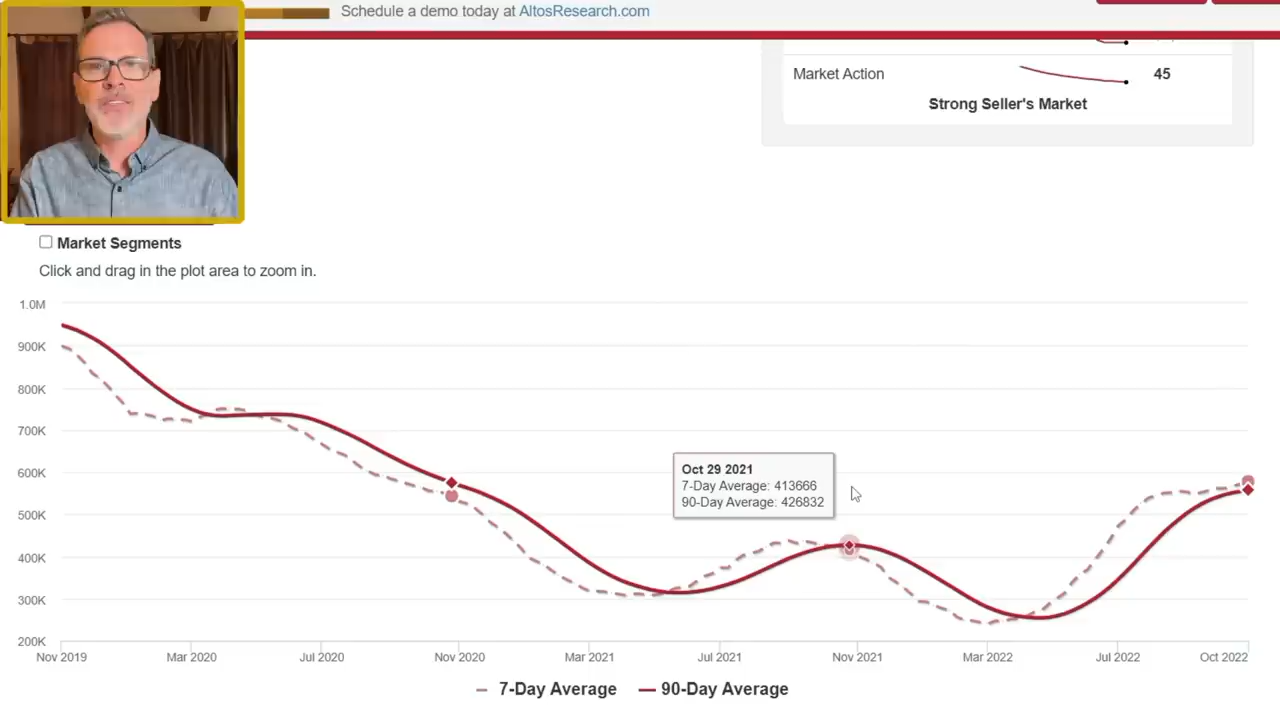 Schedule a demo today at AltosResearch.com
Market Action 45
Strong Seller's Market
Market Segments
Click and drag in the plot area to zoom in.
1.0M
900K
800K
700K
600K
500K
400K
300K
200K
Oct 29 2021
7-Day Average: 413666
90-Day Average: 426832
Nov 2019 Mar 2020 Jul 2020 Nov 2020 Mar 2021 Jul 2021 Nov 2021 Mar 2022 Jul 2022 Oct 2022
7-Day Average 90-Day Average